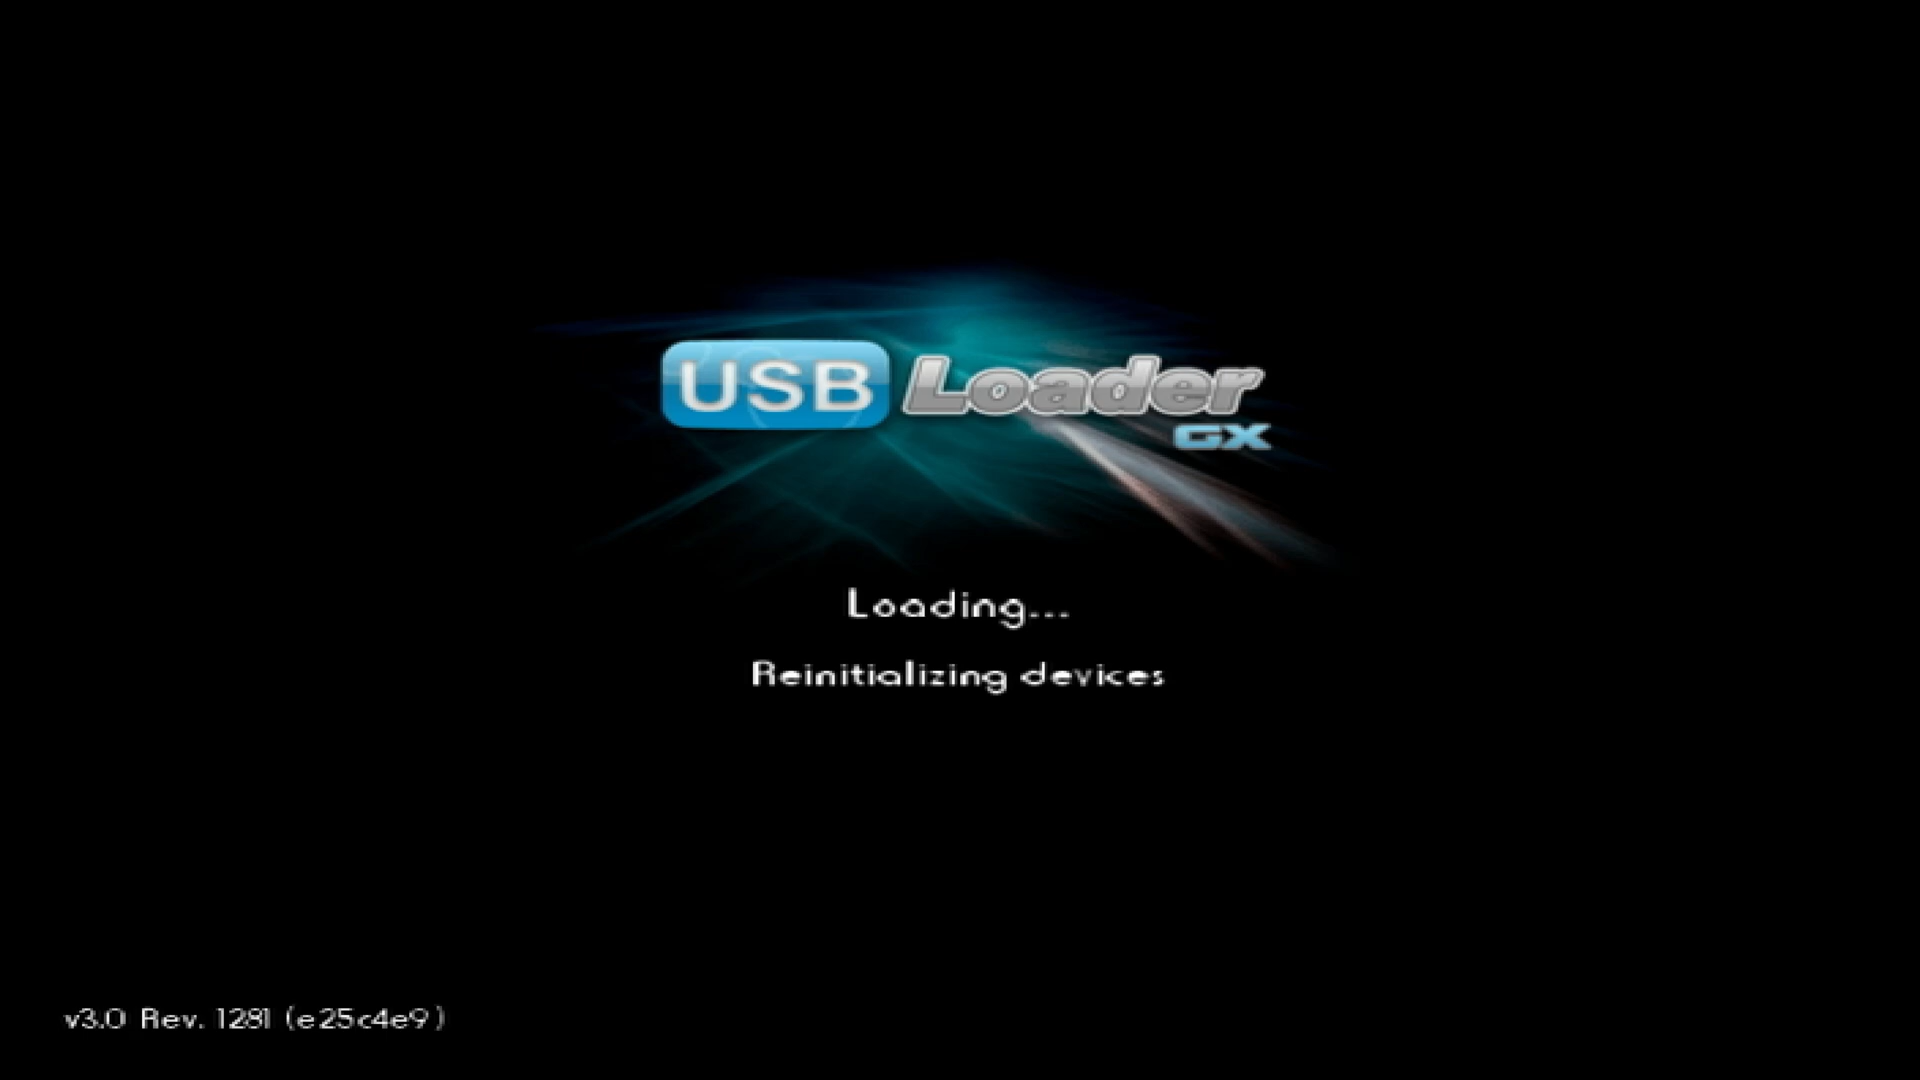 USB Loader
GX
Loading...
Reinitializing devices
v3.0 Rev. 1281 (e25c4e9)